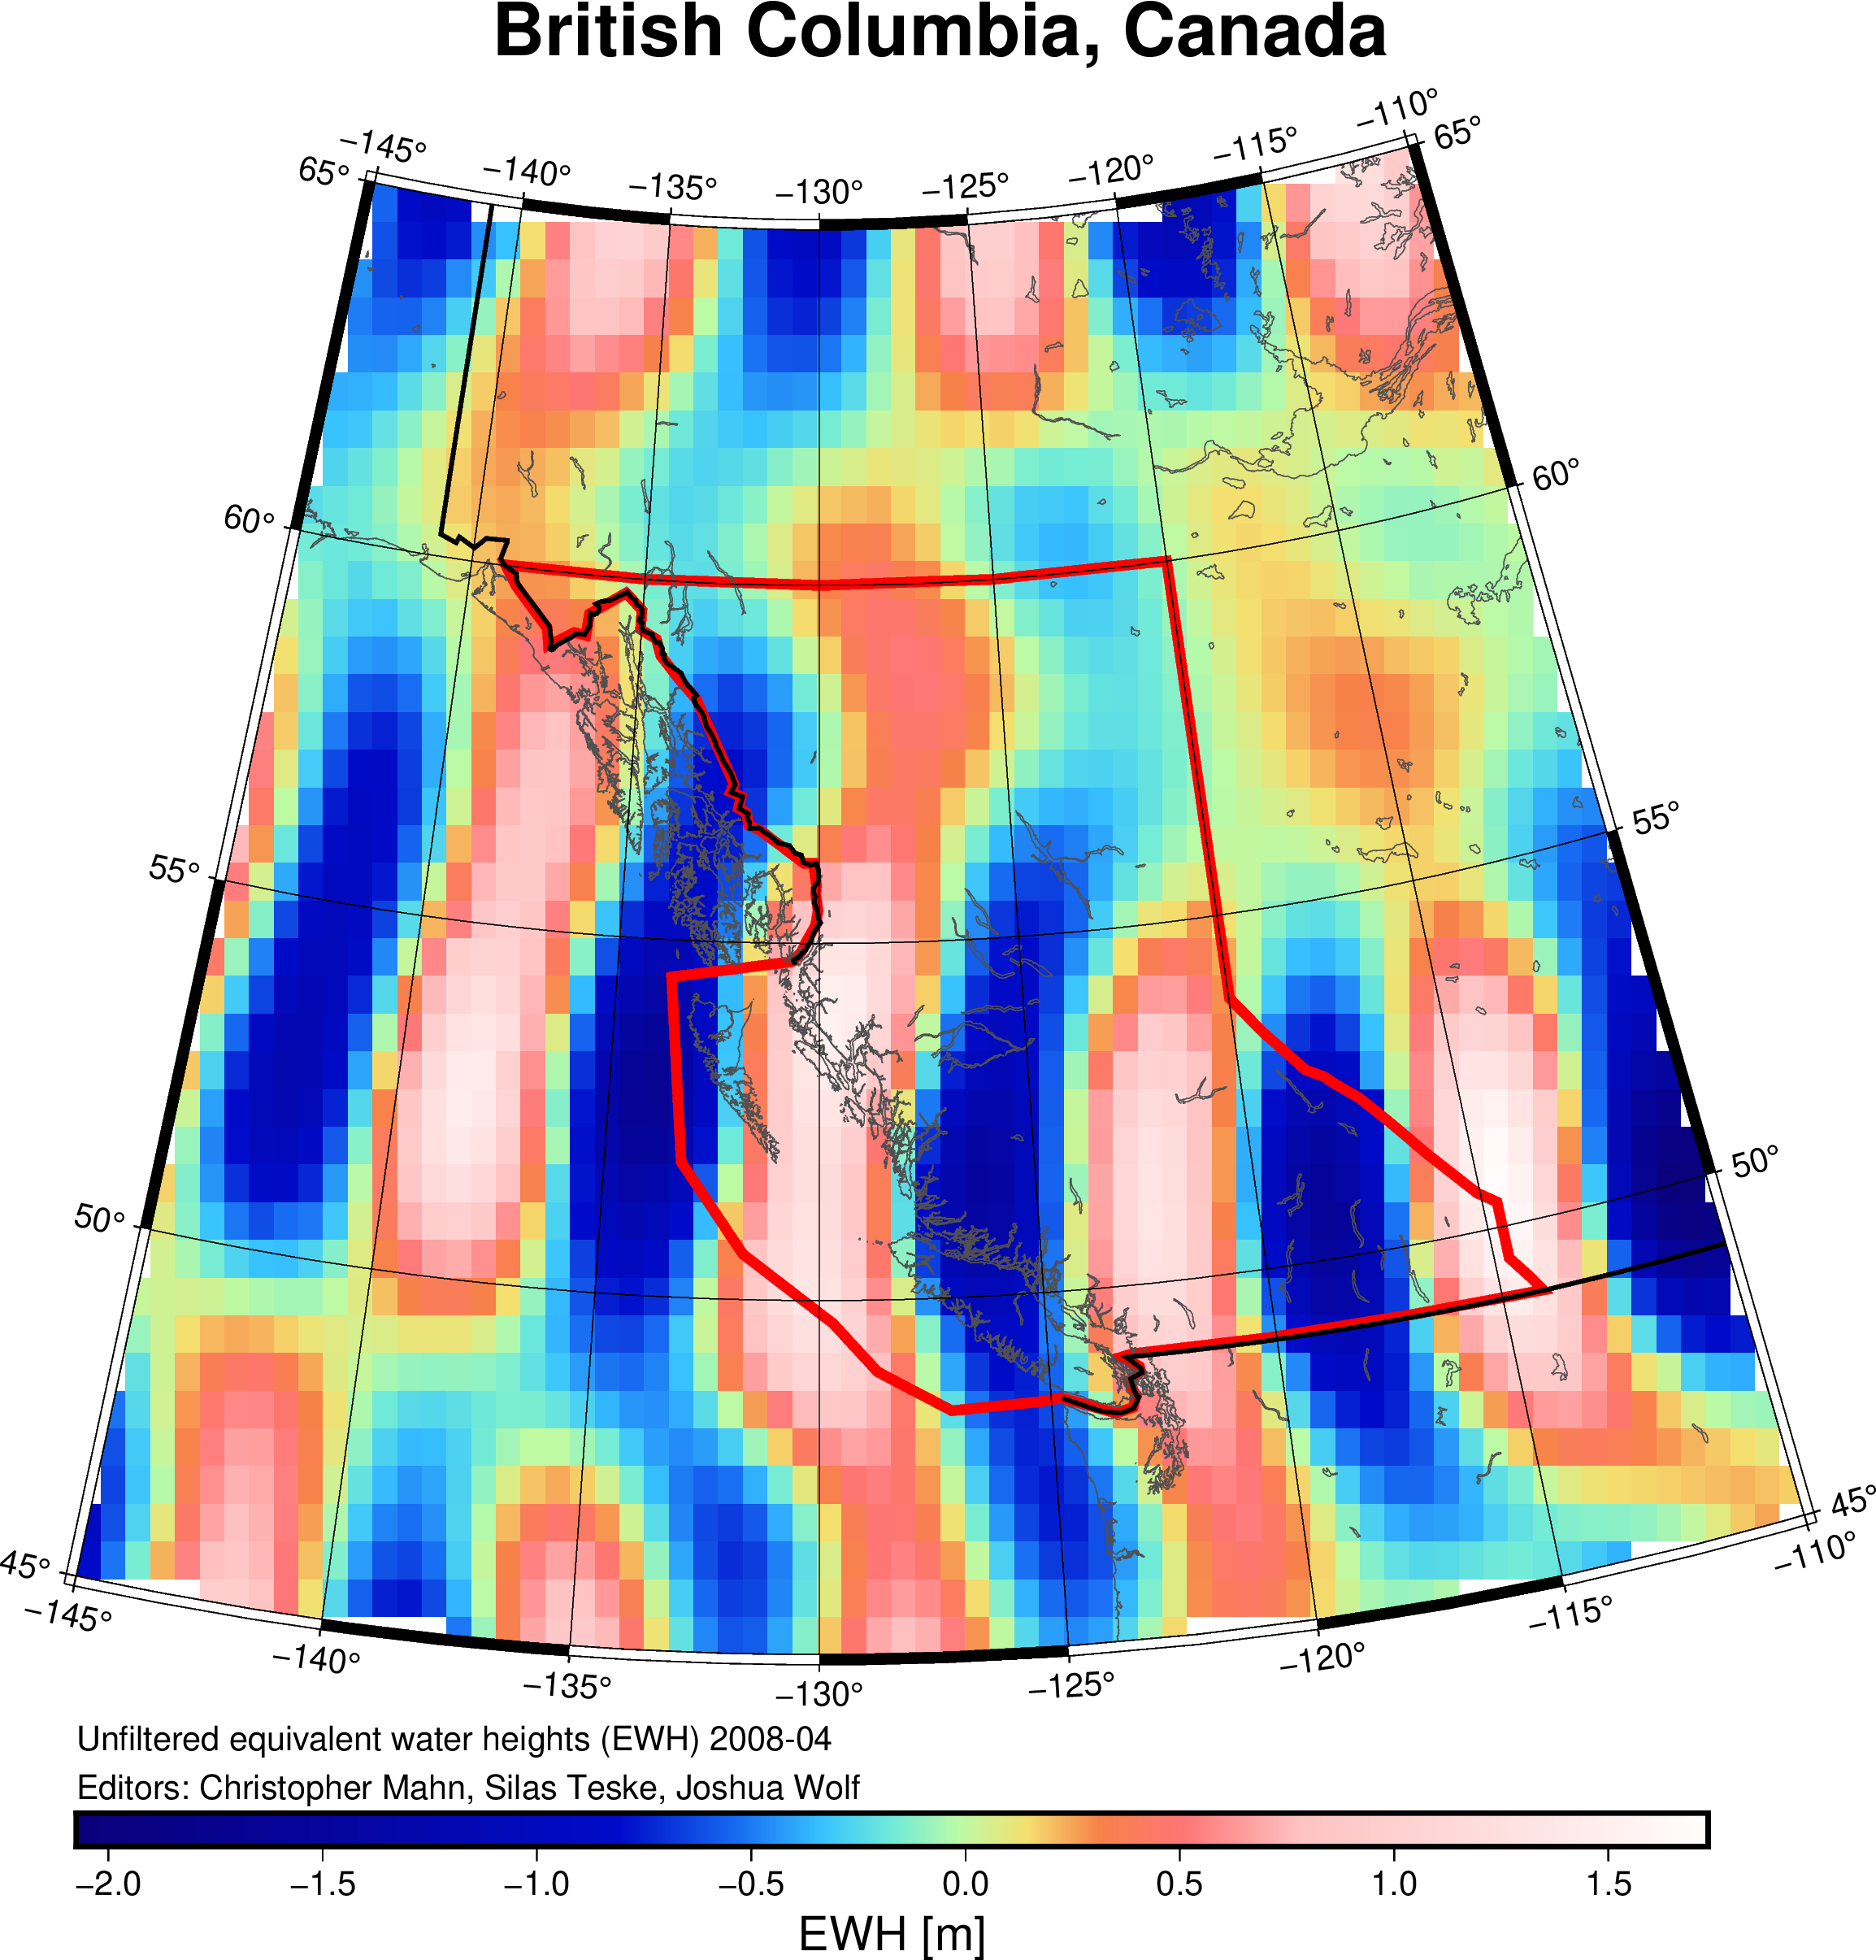 British Columbia, Canada
−145° −140° −135° −130° −125° −120° −115° −110°
65° 65°
60° 60°
55° 55°
50° 50°
45° 45°
−145° −140° −135° −130° −125° −120° −115° −110°
Unfiltered equivalent water heights (EWH) 2008-04
Editors: Christopher Mahn, Silas Teske, Joshua Wolf
−2.0 −1.5 −1.0 −0.5 0.0 0.5 1.0 1.5
EWH [m]